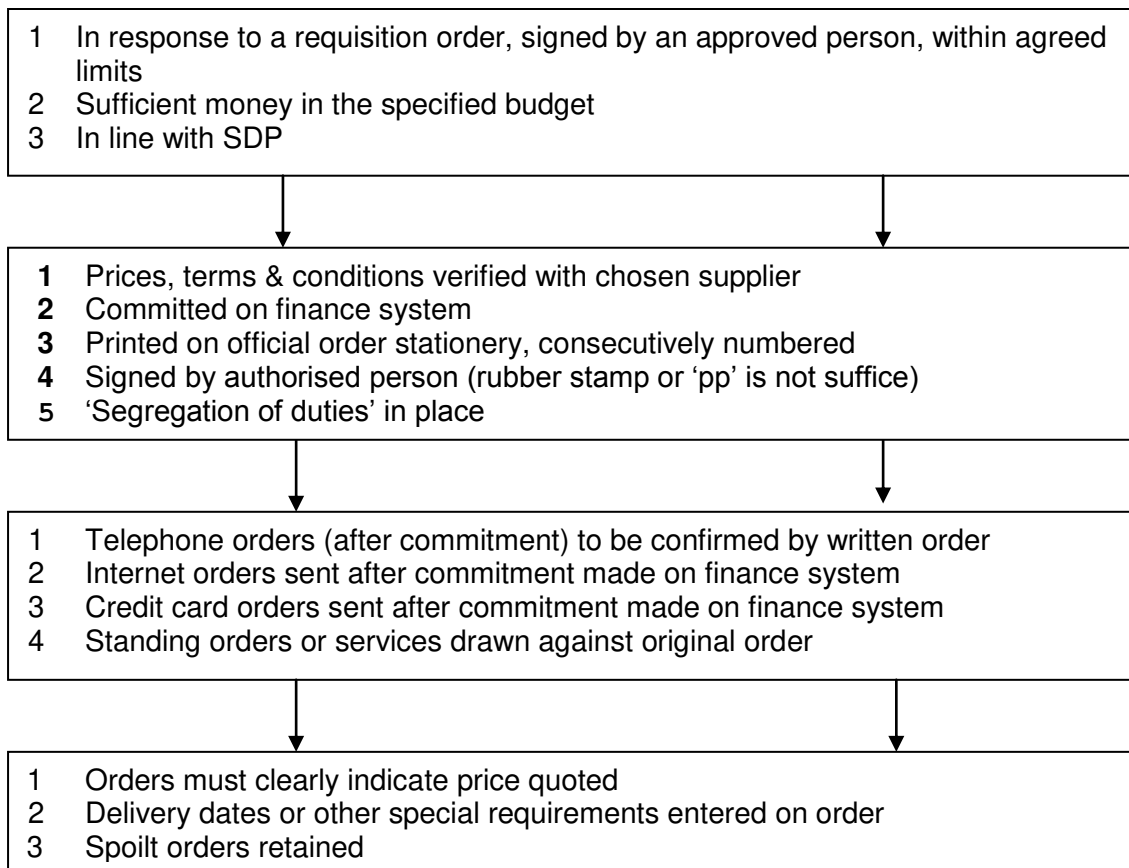 1 In response to a requisition order, signed by an approved person, within agreed
limits
2 Sufficient money in the specified budget
3 In line with SDP
1 Prices, terms & conditions verified with chosen supplier
2 Committed on finance system
3 Printed on official order stationery, consecutively numbered
4 Signed by authorised person (rubber stamp or ‘pp’ is not suffice)
5 ‘Segregation of duties’ in place
1 Telephone orders (after commitment) to be confirmed by written order
2 Internet orders sent after commitment made on finance system
3 Credit card orders sent after commitment made on finance system
4 Standing orders or services drawn against original order
1 Orders must clearly indicate price quoted
2 Delivery dates or other special requirements entered on order
3 Spoilt orders retained